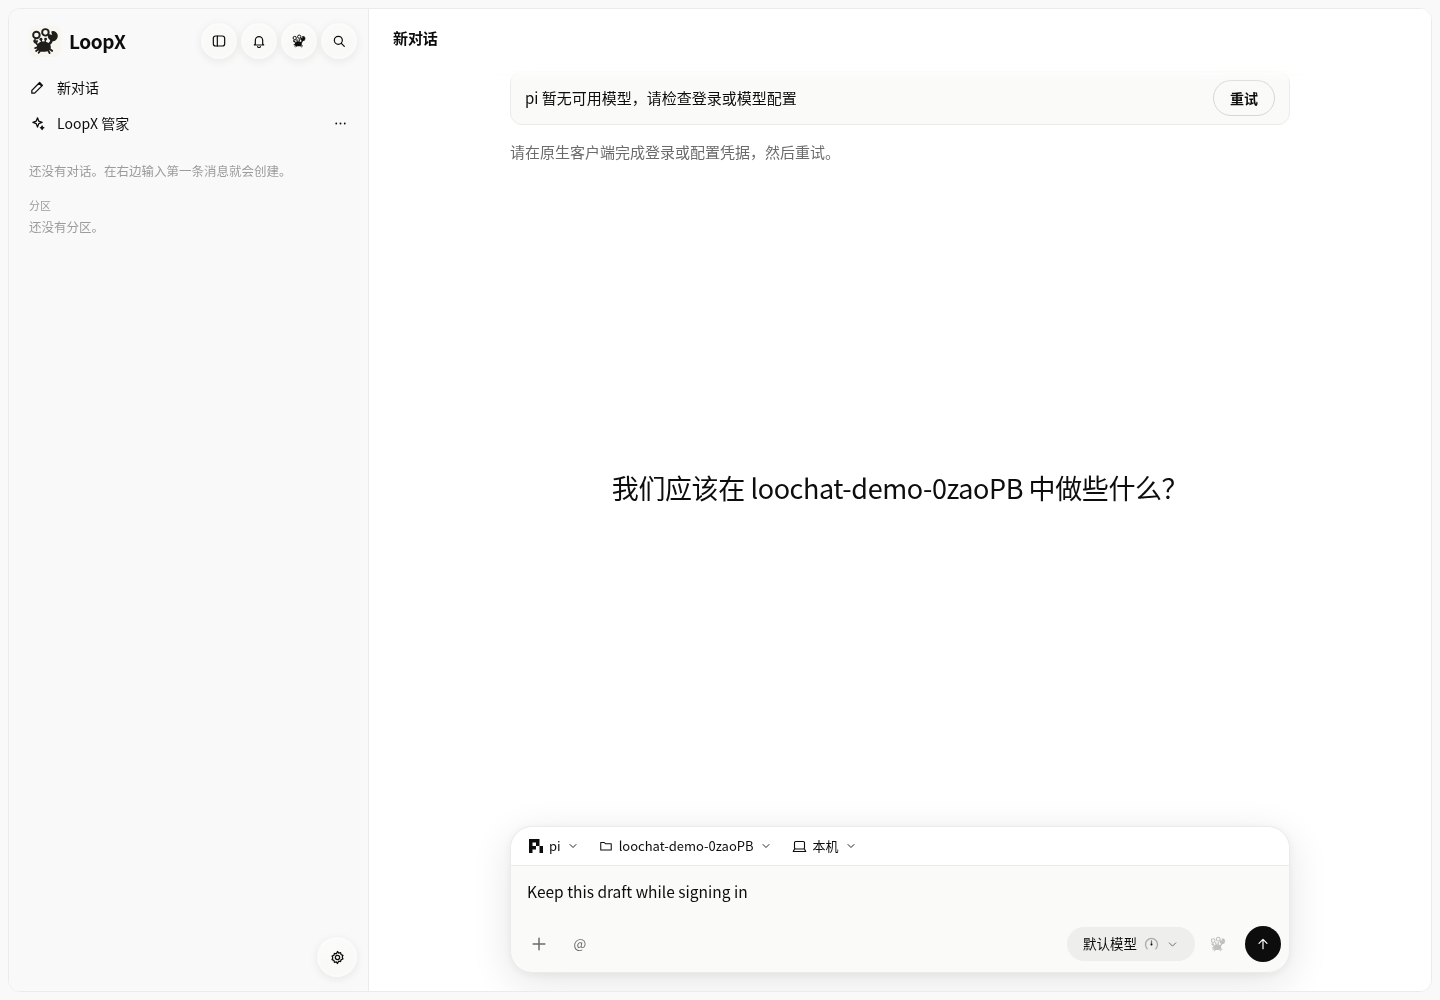 LoopX
新对话
LoopX 管家
还没有对话。在右边输入第一条消息就会创建。
分区
还没有分区。
新对话
pi 暂无可用模型，请检查登录或模型配置
重试
请在原生客户端完成登录或配置凭据，然后重试。
我们应该在 loochat-demo-0zaoPB 中做些什么？
pi
loochat-demo-0zaoPB
本机
Keep this draft while signing in
@
默认模型